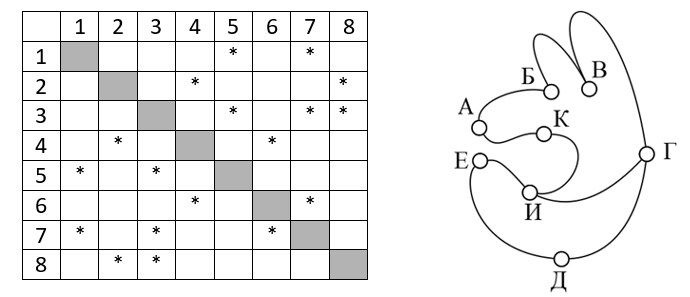 1 2 3 4 5 6 7 8
1 * *
2 * *
3 * * *
4 * *
5 * *
6 * *
7 * * *
8 * *
Б В
А К
Е Г
И
Д